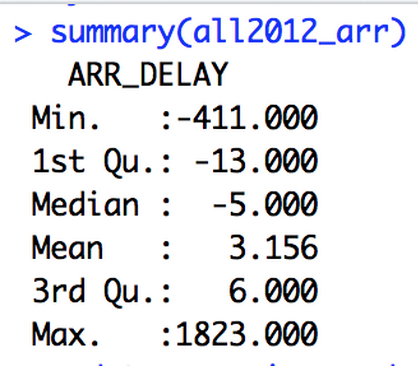 > summary(all2012_arr)
ARR_DELAY
Min.   :-411.000
1st Qu.: -13.000
Median :  -5.000
Mean   :   3.156
3rd Qu.:   6.000
Max.   :1823.000